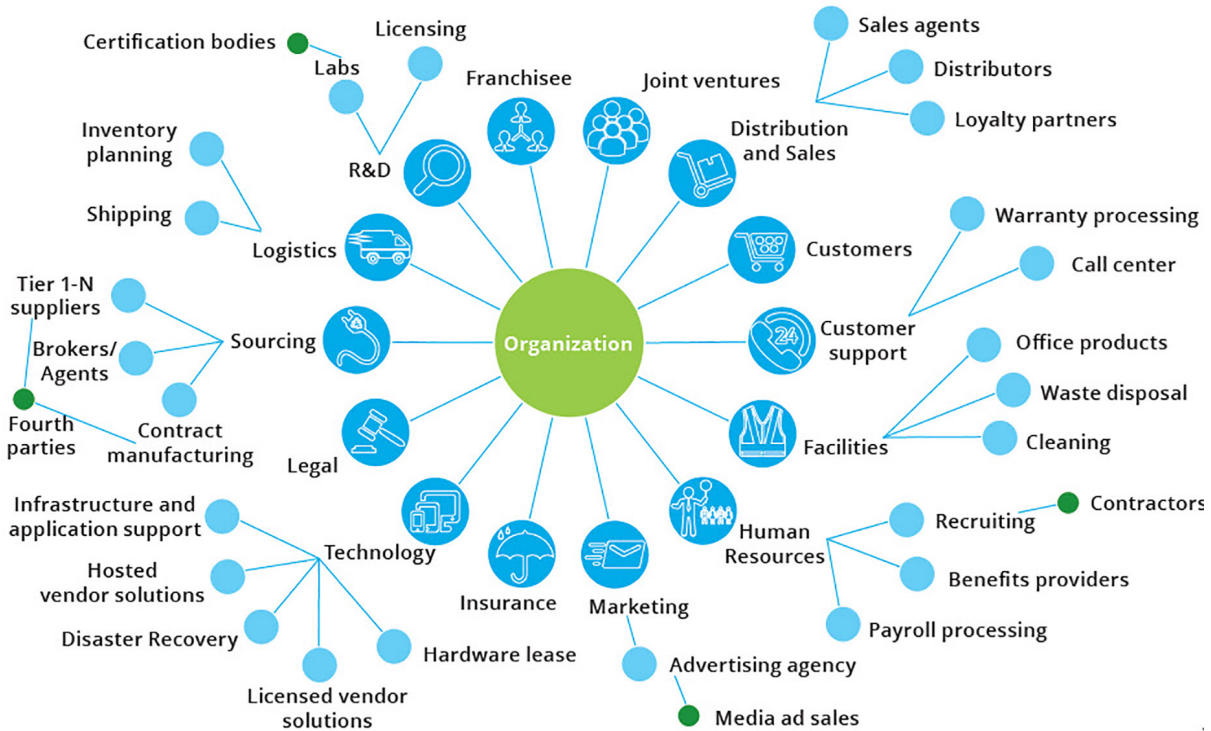 Certification bodies
Labs
Licensing
R&D
Franchisee
Joint ventures
Distribution
and Sales
Sales agents
Distributors
Loyalty partners
Inventory
planning
Shipping
Logistics
Customers
Warranty processing
Call center
Customer
support
24
Tier 1-N
suppliers
Brokers/
Agents
Fourth
parties
Contract
manufacturing
Sourcing
Organization
Office products
Waste disposal
Cleaning
Facilities
Legal
Infrastructure and
application support
Hosted
vendor solutions
Disaster Recovery
Licensed vendor
solutions
Hardware lease
Technology
Insurance
Marketing
Advertising agency
Media ad sales
Human
Resources
Recruiting
Contractors
Benefits providers
Payroll processing